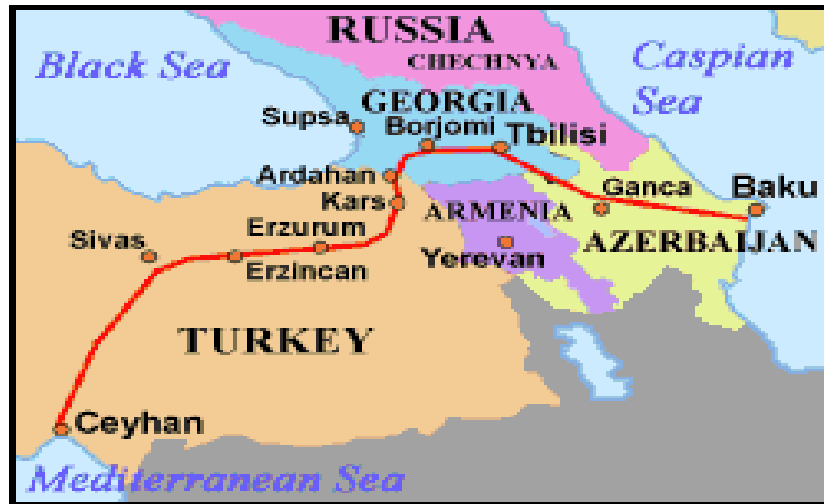 RUSSIA
Black Sea
CHECHNYA
Caspian
Sea
GEORGIA
Supsa
Borjomi
Tbilisi
Ardahan
Kars
Ganca
Baku
ARMENIA
Sivas
Erzurum
Erzincan
Yerevan
AZERBAIJAN
TURKEY
Ceyhan
Mediterranean Sea